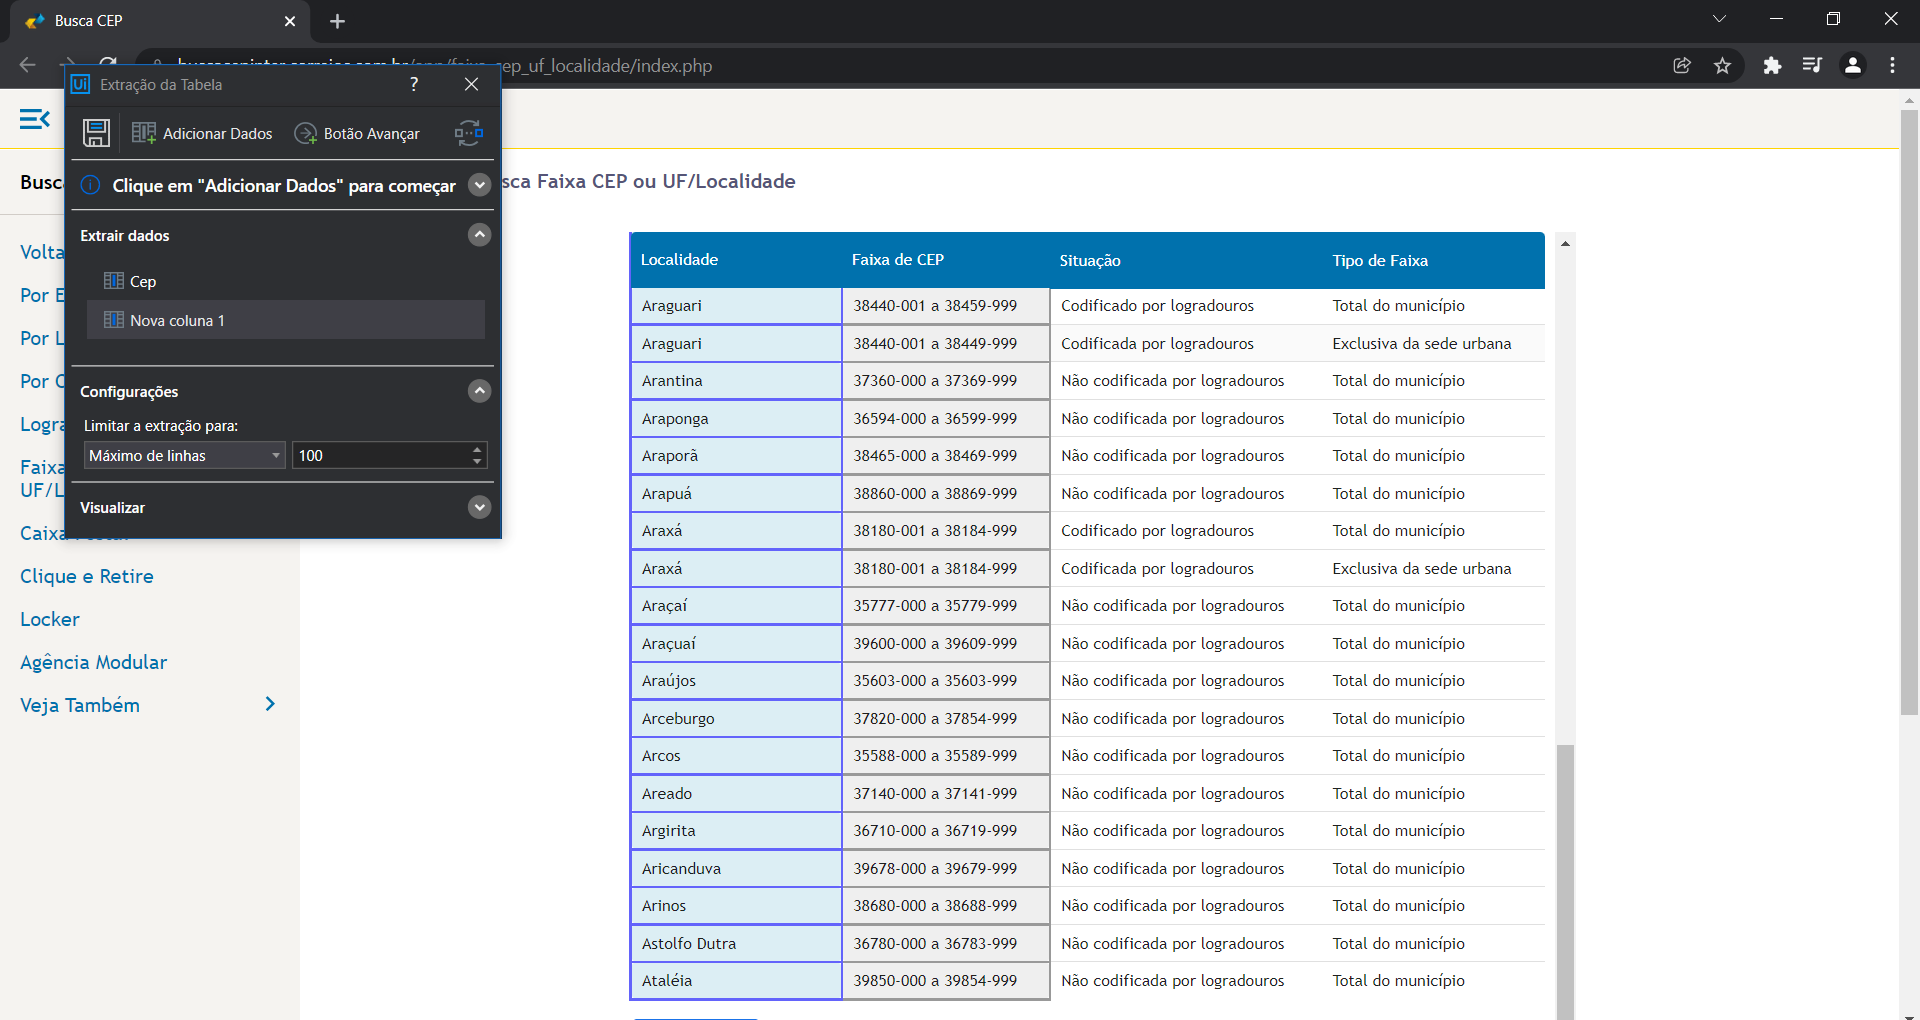 Busca CEP
cep_uf_localidade/index.php
Ui Extração da Tabela ?
Adicionar Dados
Botão Avançar
Clique em "Adicionar Dados" para começar
Extrair dados
Cep
Nova coluna 1
Configurações
Limitar a extração para:
Máximo de linhas 100
Visualizar
Busc
Volta
Por E
Por L
Por C
Logra
Faixa
UF/L
Caixa
Clique e Retire
Locker
Agência Modular
Veja Também
sca Faixa CEP ou UF/Localidade
Localidade Faixa de CEP Situação Tipo de Faixa
Araguari 38440-001 a 38459-999 Codificado por logradouros Total do município
Araguari 38440-001 a 38449-999 Codificada por logradouros Exclusiva da sede urbana
Arantina 37360-000 a 37369-999 Não codificada por logradouros Total do município
Araponga 36594-000 a 36599-999 Não codificada por logradouros Total do município
Araporã 38465-000 a 38469-999 Não codificada por logradouros Total do município
Arapuá 38860-000 a 38869-999 Não codificada por logradouros Total do município
Araxá 38180-001 a 38184-999 Codificado por logradouros Total do município
Araxá 38180-001 a 38184-999 Codificada por logradouros Exclusiva da sede urbana
Araçaí 35777-000 a 35779-999 Não codificada por logradouros Total do município
Araçuaí 39600-000 a 39609-999 Não codificada por logradouros Total do município
Araújos 35603-000 a 35603-999 Não codificada por logradouros Total do município
Arceburgo 37820-000 a 37854-999 Não codificada por logradouros Total do município
Arcos 35588-000 a 35589-999 Não codificada por logradouros Total do município
Areado 37140-000 a 37141-999 Não codificada por logradouros Total do município
Argirita 36710-000 a 36719-999 Não codificada por logradouros Total do município
Aricanduva 39678-000 a 39679-999 Não codificada por logradouros Total do município
Arinos 38680-000 a 38688-999 Não codificada por logradouros Total do município
Astolfo Dutra 36780-000 a 36783-999 Não codificada por logradouros Total do município
Ataléia 39850-000 a 39854-999 Não codificada por logradouros Total do município